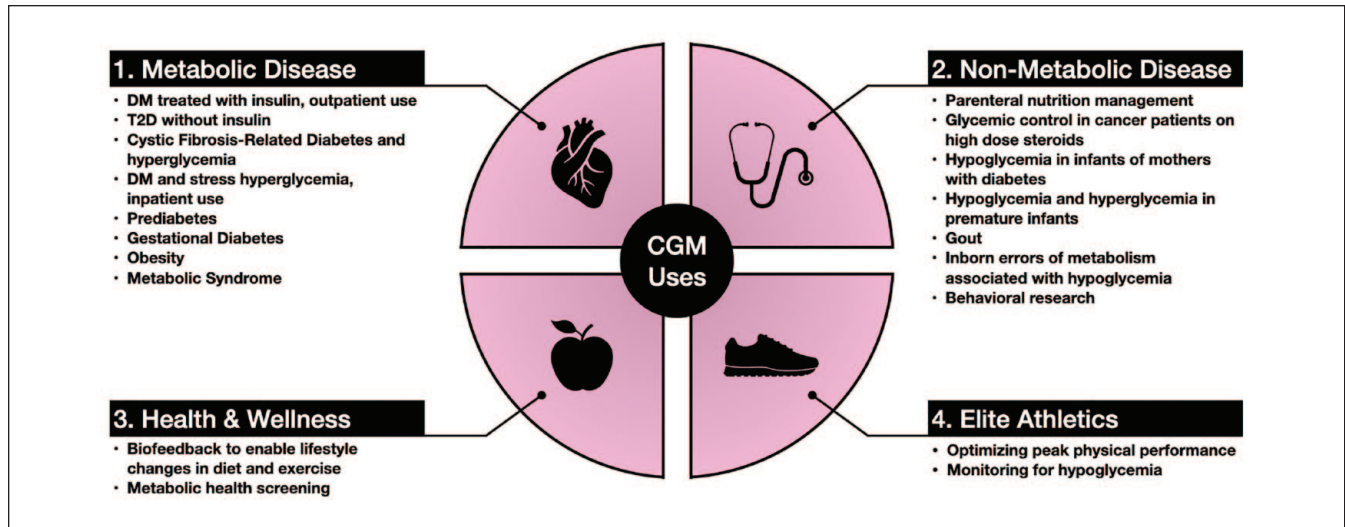 1. Metabolic Disease
· DM treated with insulin, outpatient use
· T2D without insulin
· Cystic Fibrosis-Related Diabetes and
hyperglycemia
· DM and stress hyperglycemia,
inpatient use
· Prediabetes
· Gestational Diabetes
· Obesity
· Metabolic Syndrome
2. Non-Metabolic Disease
· Parenteral nutrition management
· Glycemic control in cancer patients on
high dose steroids
· Hypoglycemia in infants of mothers
with diabetes
· Hypoglycemia and hyperglycemia in
premature infants
· Gout
· Inborn errors of metabolism
associated with hypoglycemia
· Behavioral research
CGM
Uses
3. Health & Wellness
· Biofeedback to enable lifestyle
changes in diet and exercise
· Metabolic health screening
4. Elite Athletics
• Optimizing peak physical performance
• Monitoring for hypoglycemia